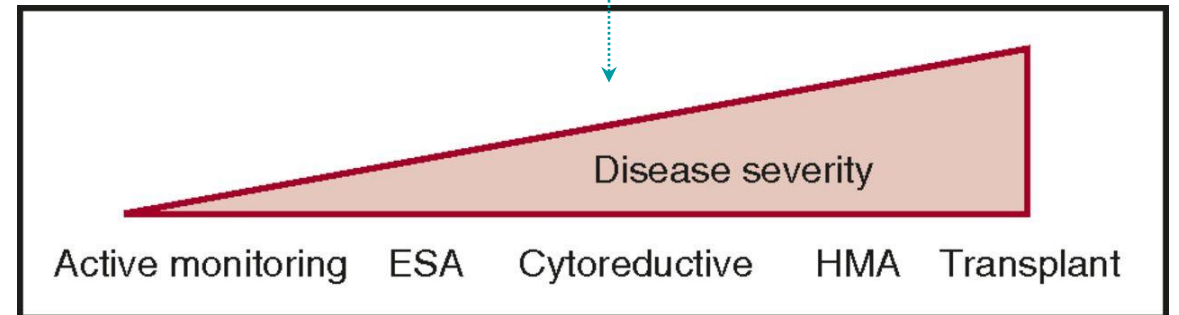 Disease severity
Active monitoring ESA Cytoreductive HMA Transplant